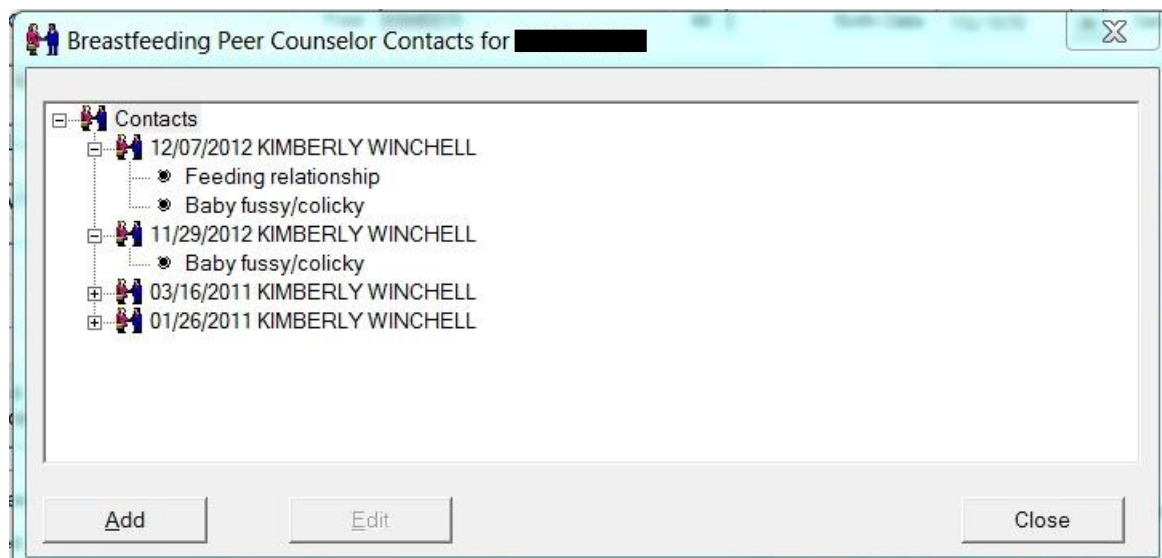 Breastfeeding Peer Counselor Contacts for
Contacts
12/07/2012 KIMBERLY WINCHELL
Feeding relationship
Baby fussy/colicky
11/29/2012 KIMBERLY WINCHELL
Baby fussy/colicky
03/16/2011 KIMBERLY WINCHELL
01/26/2011 KIMBERLY WINCHELL
Add Edit Close